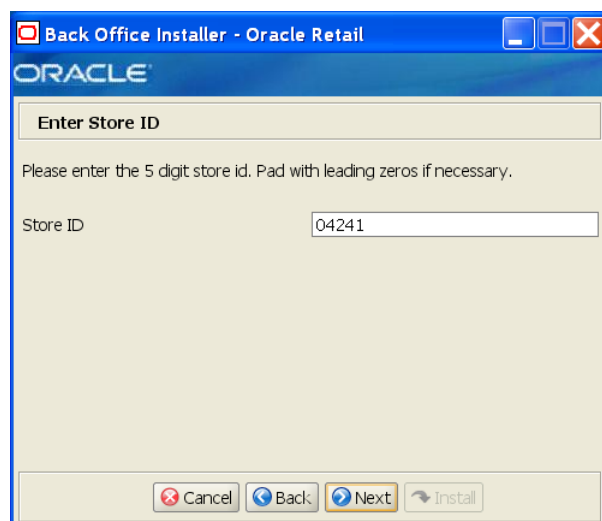 Back Office Installer - Oracle Retail
ORACLE
Enter Store ID
Please enter the 5 digit store id. Pad with leading zeros if necessary.
Store ID 04241
Cancel Back Next Install